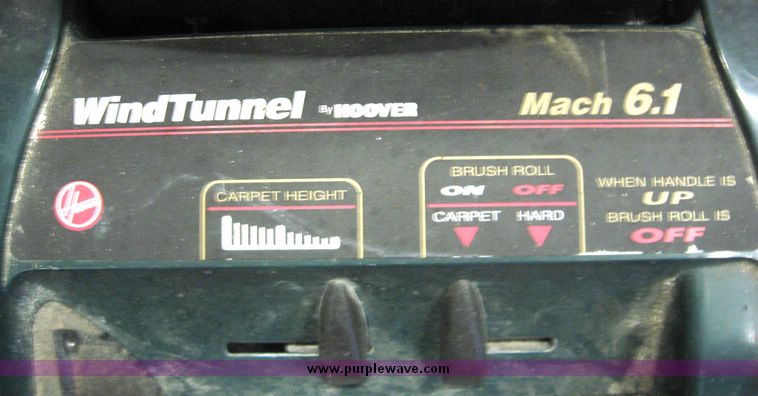 WindTunnel By HOOVER
Mach 6.1
Hoover
CARPET HEIGHT
BRUSH ROLL
ON OFF
CARPET HARD
WHEN HANDLE IS
UP
BRUSH ROLL IS
OFF
www.purplewave.com